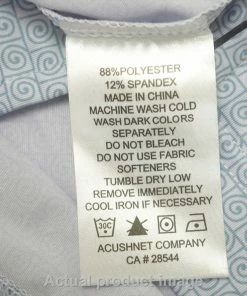 88%POLYESTER
12% SPANDEX
MADE IN CHINA
MACHINE WASH COLD
WASH DARK COLORS
SEPARATELY
DO NOT BLEACH
DO NOT USE FABRIC
SOFTENERS
TUMBLE DRY LOW
REMOVE IMMEDIATELY
COOL IRON IF NECESSARY
30C
ACUSHNET COMPANY
CA # 28544
Actual product image